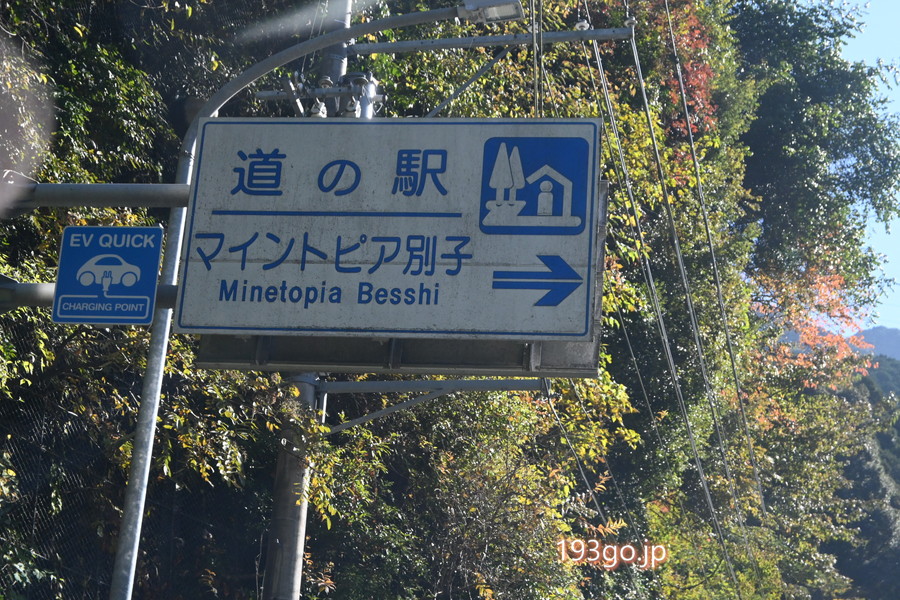 道の駅
マイントピア別子
Minetopia Besshi
EV QUICK
CHARGING POINT
193go.jp